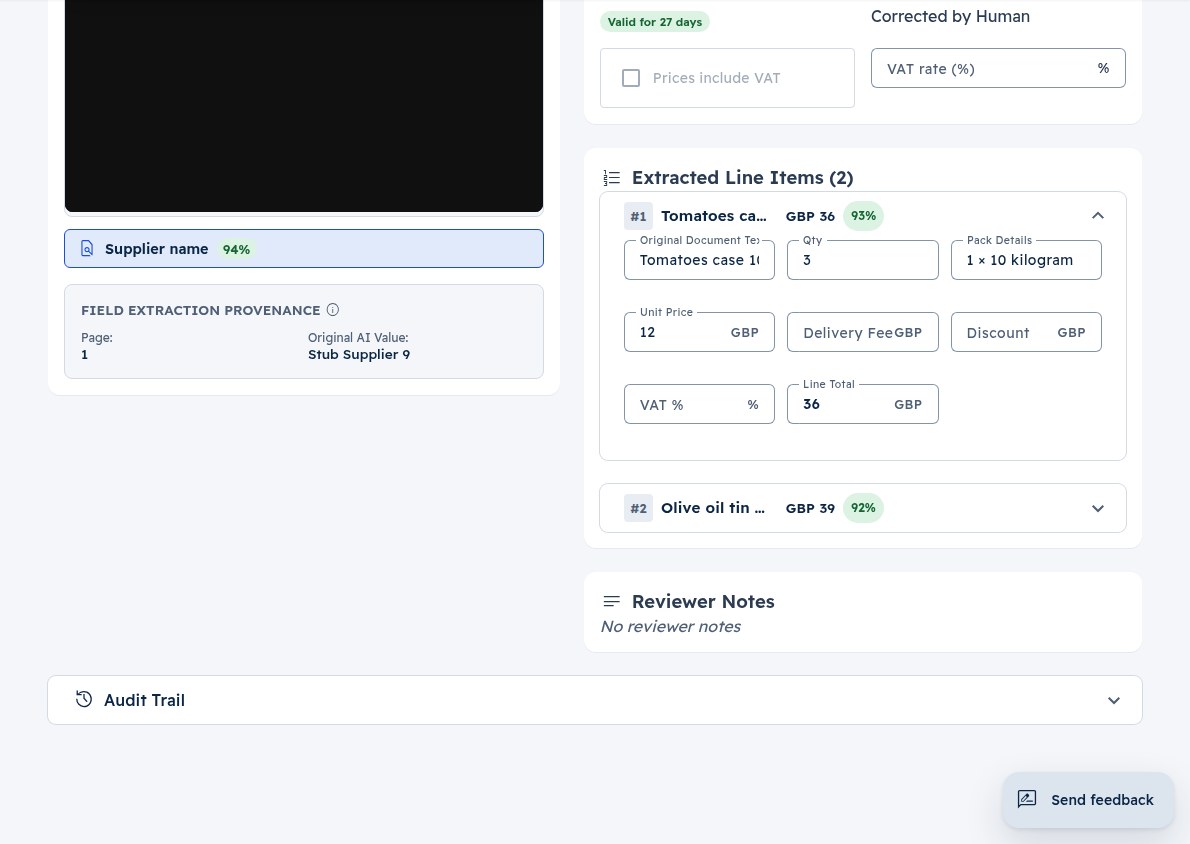 Valid for 27 days
Corrected by Human
Prices include VAT
VAT rate (%)
%
Supplier name 94%
FIELD EXTRACTION PROVENANCE
Page:
1
Original AI Value:
Stub Supplier 9
Extracted Line Items (2)
#1 Tomatoes ca... GBP 36 93%
Original Document Te
Tomatoes case 1
Qty
3
Pack Details
1 × 10 kilogram
Unit Price
12 GBP
Delivery Fee GBP
Discount GBP
VAT % %
Line Total
36 GBP
#2 Olive oil tin ... GBP 39 92%
Reviewer Notes
No reviewer notes
Audit Trail
Send feedback